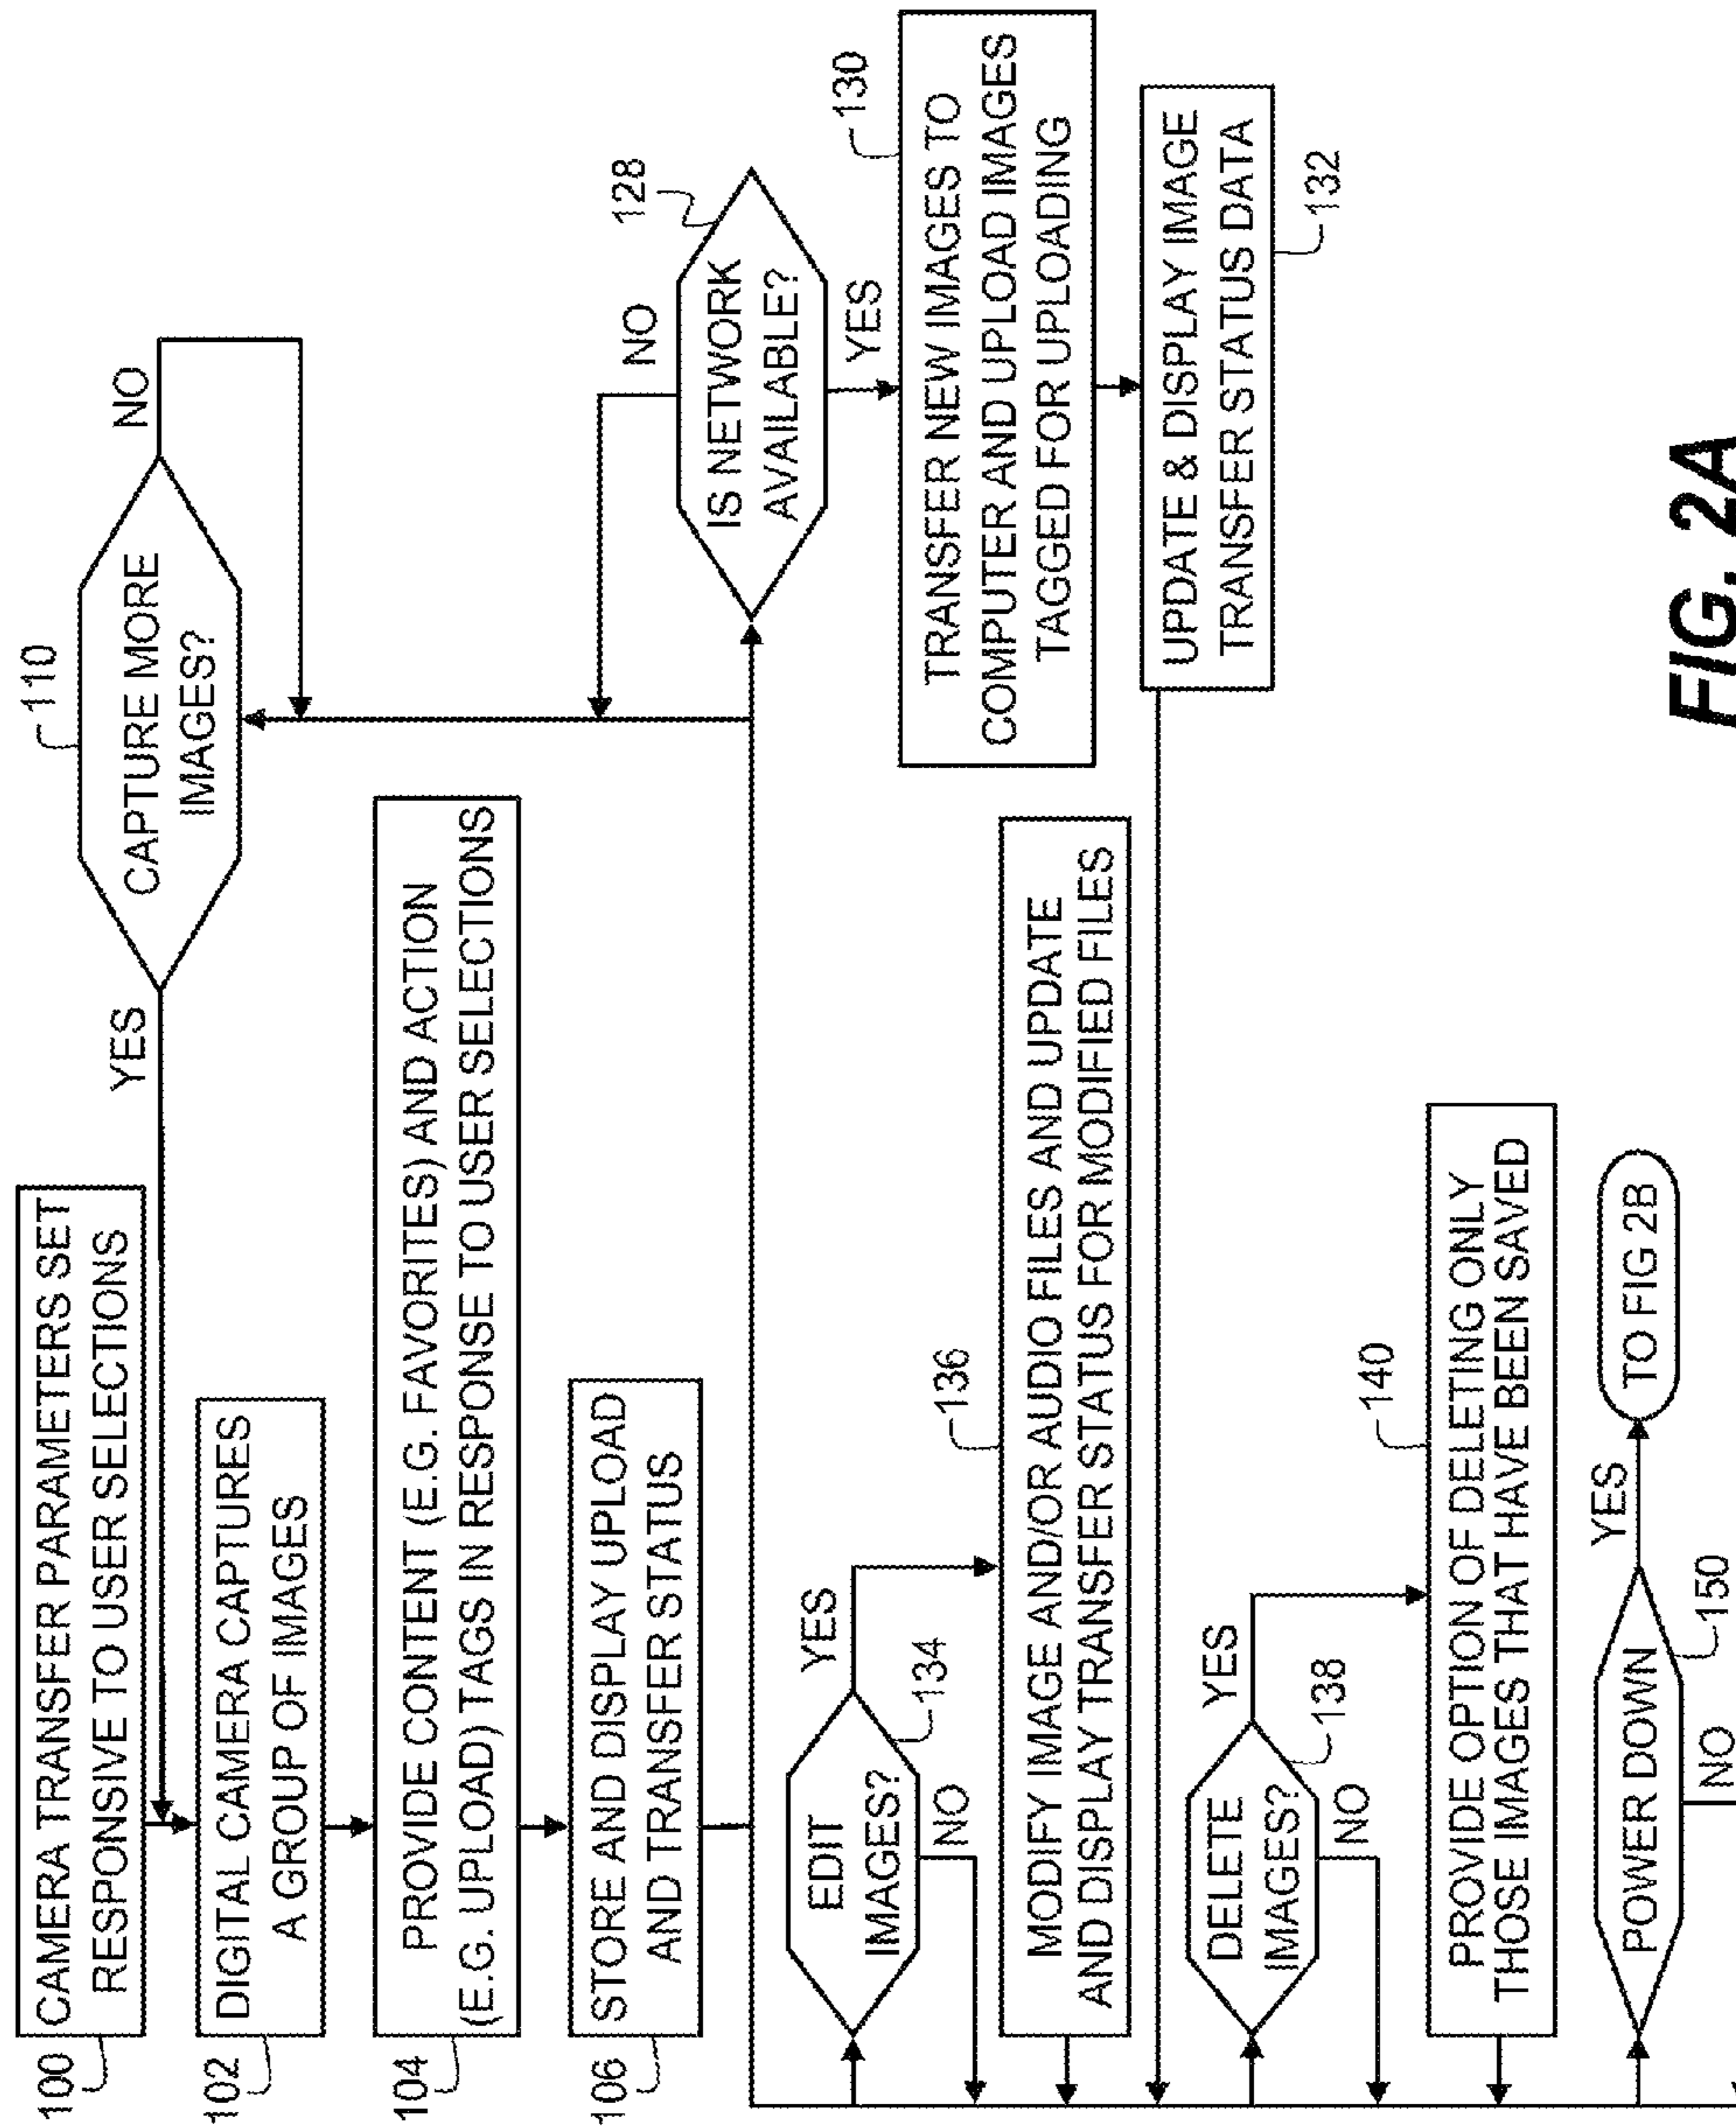 100
CAMERA TRANSFER PARAMETERS SET
RESPONSIVE TO USER SELECTIONS
110
CAPTURE MORE
IMAGES?
YES
NO
102
DIGITAL CAMERA CAPTURES
A GROUP OF IMAGES
104
PROVIDE CONTENT (E.G. FAVORITES) AND ACTION
(E.G. UPLOAD) TAGS IN RESPONSE TO USER SELECTIONS
106
STORE AND DISPLAY UPLOAD
AND TRANSFER STATUS
128
IS NETWORK
AVAILABLE?
NO
YES
130
TRANSFER NEW IMAGES TO
COMPUTER AND UPLOAD IMAGES
TAGGED FOR UPLOADING
UPDATE & DISPLAY IMAGE
TRANSFER STATUS DATA
132
EDIT
IMAGES?
YES
134
NO
136
MODIFY IMAGE AND/OR AUDIO FILES AND UPDATE
AND DISPLAY TRANSFER STATUS FOR MODIFIED FILES
DELETE
IMAGES?
YES
138
NO
140
PROVIDE OPTION OF DELETING ONLY
THOSE IMAGES THAT HAVE BEEN SAVED
POWER DOWN
YES
150
NO
TO FIG 2B
FIG. 2A